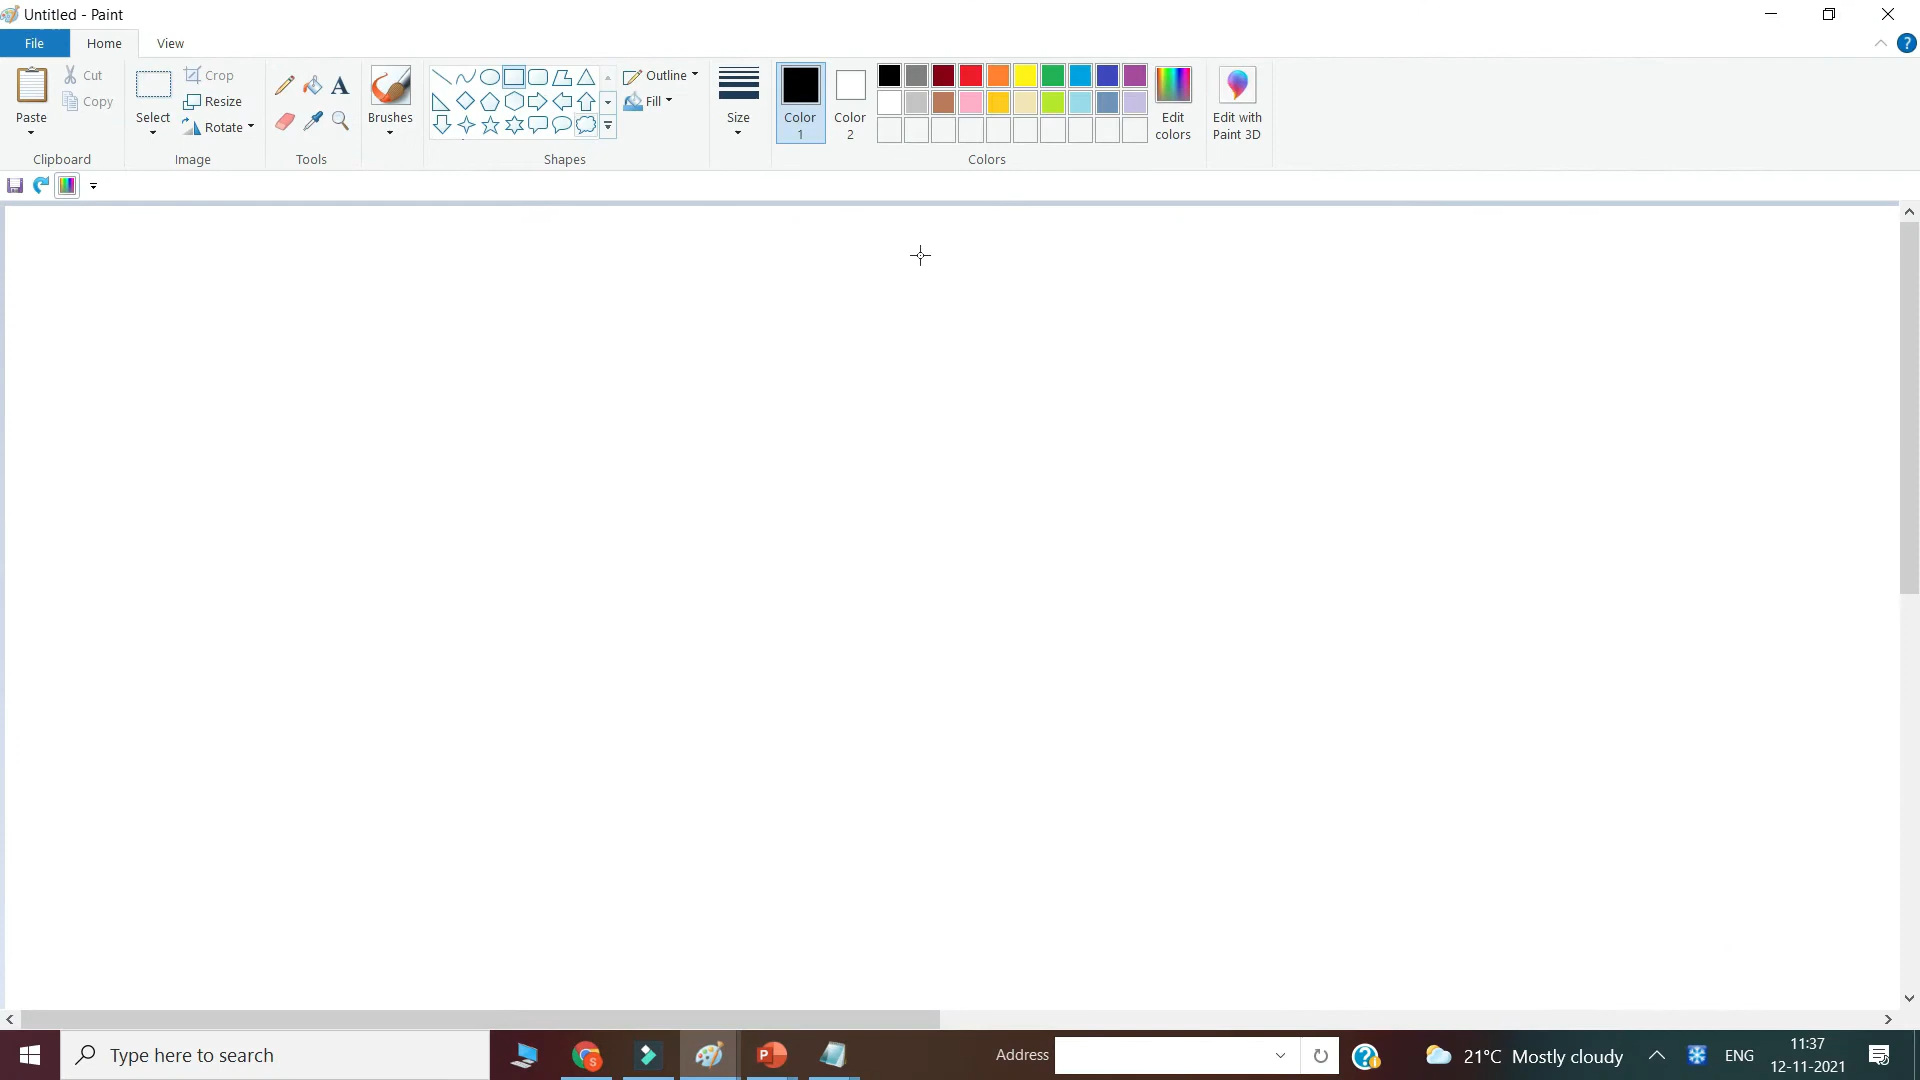 Untitled - Paint
File Home View
Paste
Cut
Copy
Clipboard
Select
Crop
Resize
Rotate
Image
A
Tools
Brushes
Outline
Fill
Shapes
Size
Color
1
Color
2
Edit
colors
Colors
Edit with
Paint 3D
Type here to search
Address
21°C Mostly cloudy
ENG
11:37
12-11-2021